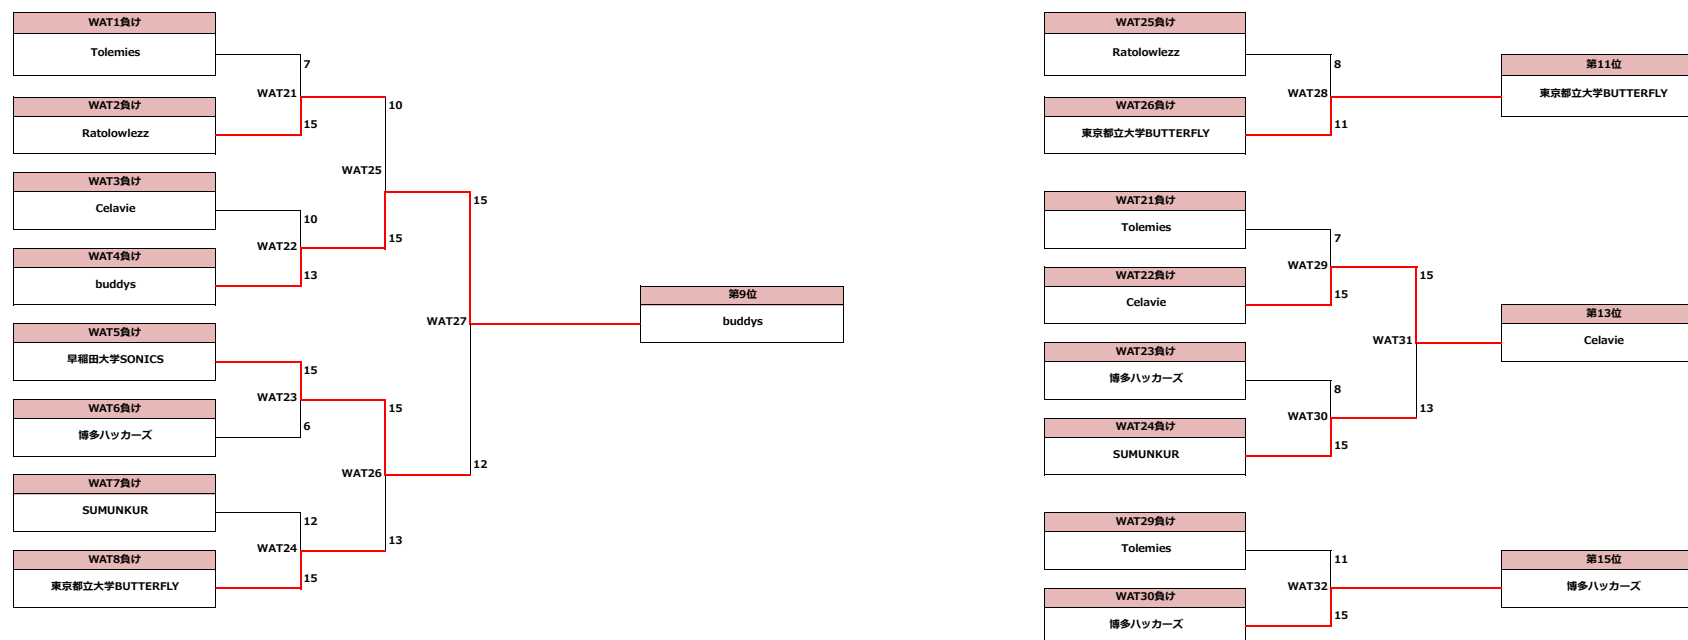 WAT1負け
Tolemies
7
WAT21
WAT2負け
15
Ratolowlezz
10
WAT25
WAT3負け
Celavie
10
WAT22
WAT4負け
13
buddys
15
15
WAT27
第9位
buddys
WAT5負け
早稲田大学SONICS
15
WAT23
WAT6負け
6
博多ハッカーズ
15
WAT26
12
WAT7負け
SUMUNKUR
12
WAT24
WAT8負け
15
東京都立大学BUTTERFLY
13
WAT25負け
Ratolowlezz
8
WAT28
WAT26負け
11
東京都立大学BUTTERFLY
第11位
東京都立大学BUTTERFLY
WAT21負け
Tolemies
7
WAT29
WAT22負け
15
Celavie
15
WAT31
第13位
Celavie
WAT23負け
博多ハッカーズ
8
WAT30
13
WAT24負け
15
SUMUNKUR
WAT29負け
Tolemies
11
WAT32
WAT30負け
15
博多ハッカーズ
第15位
博多ハッカーズ